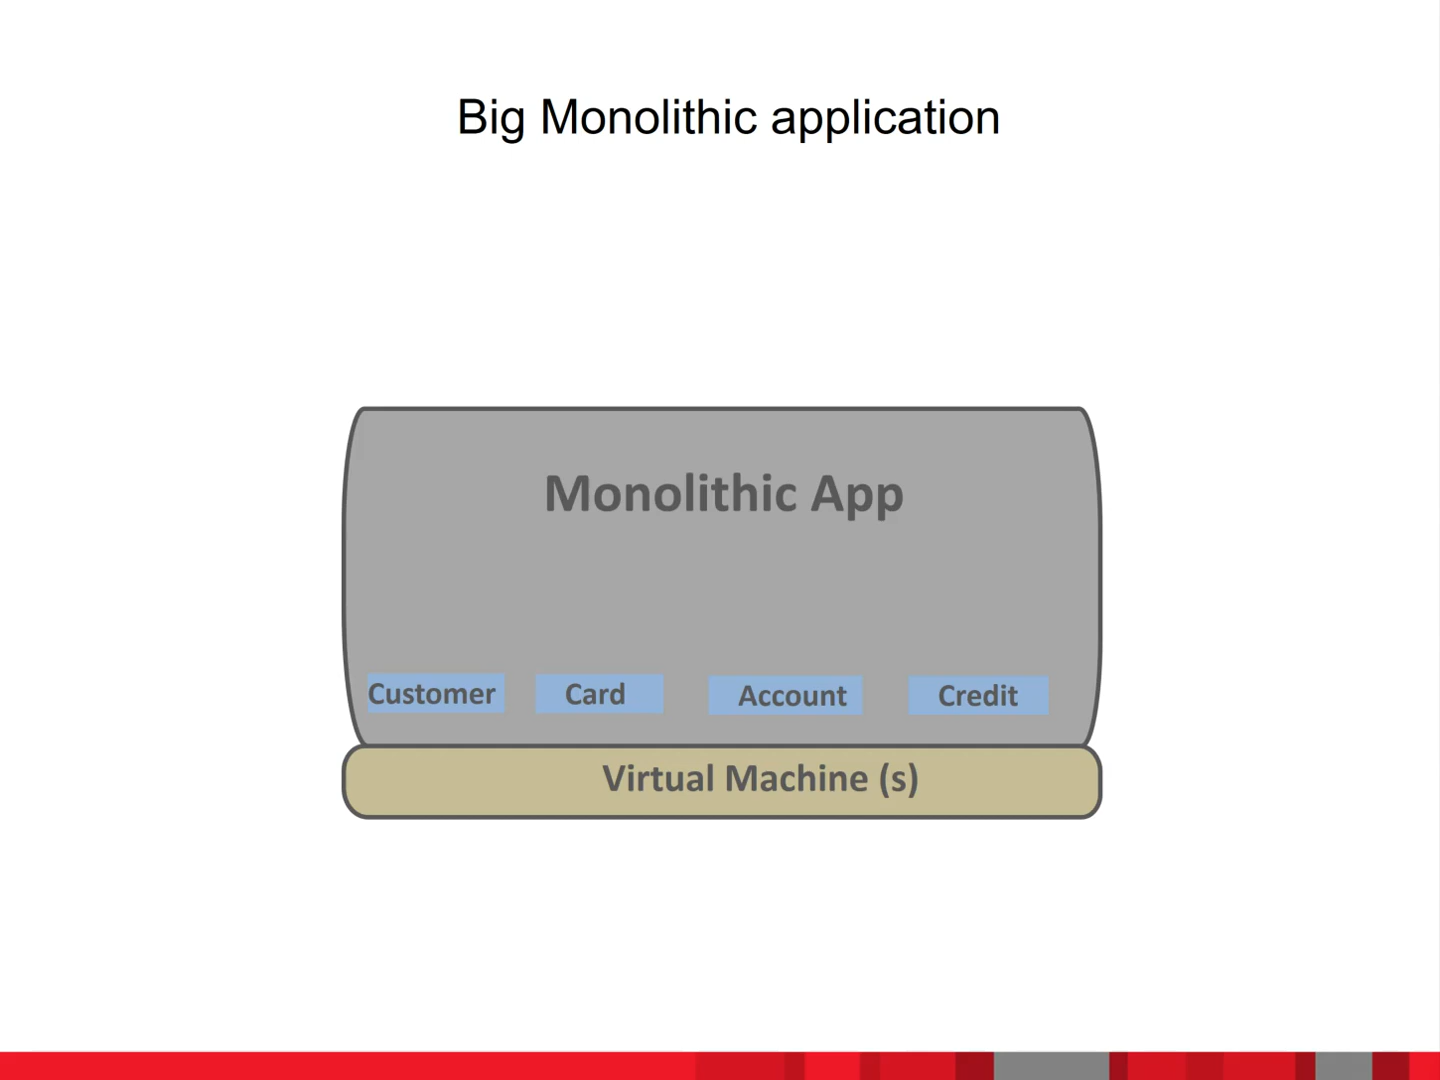 Big Monolithic application
Monolithic App
Customer
Card
Account
Credit
Virtual Machine (s)